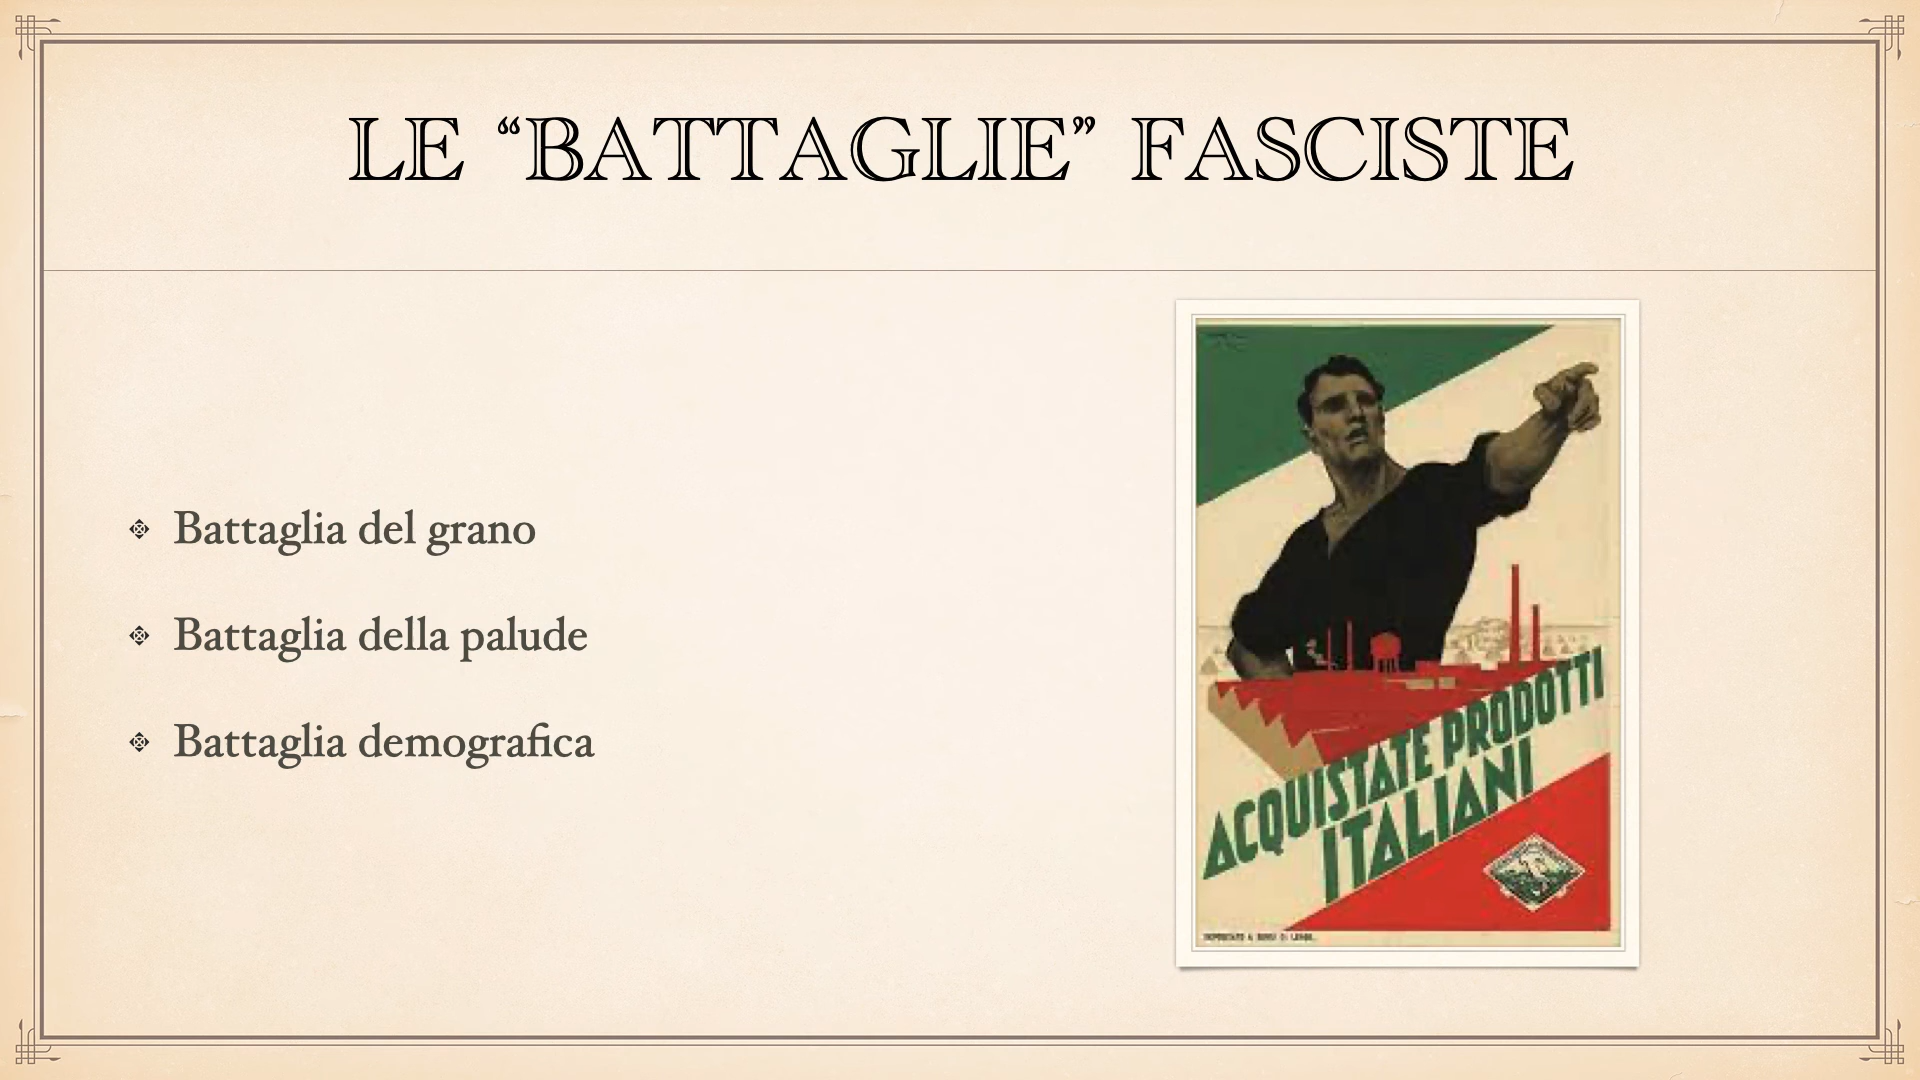 LE “BATTAGLIE” FASCISTE
Battaglia del grano
Battaglia della palude
Battaglia demografica
ACQUISTATE PRODOTTI
ITALIANI